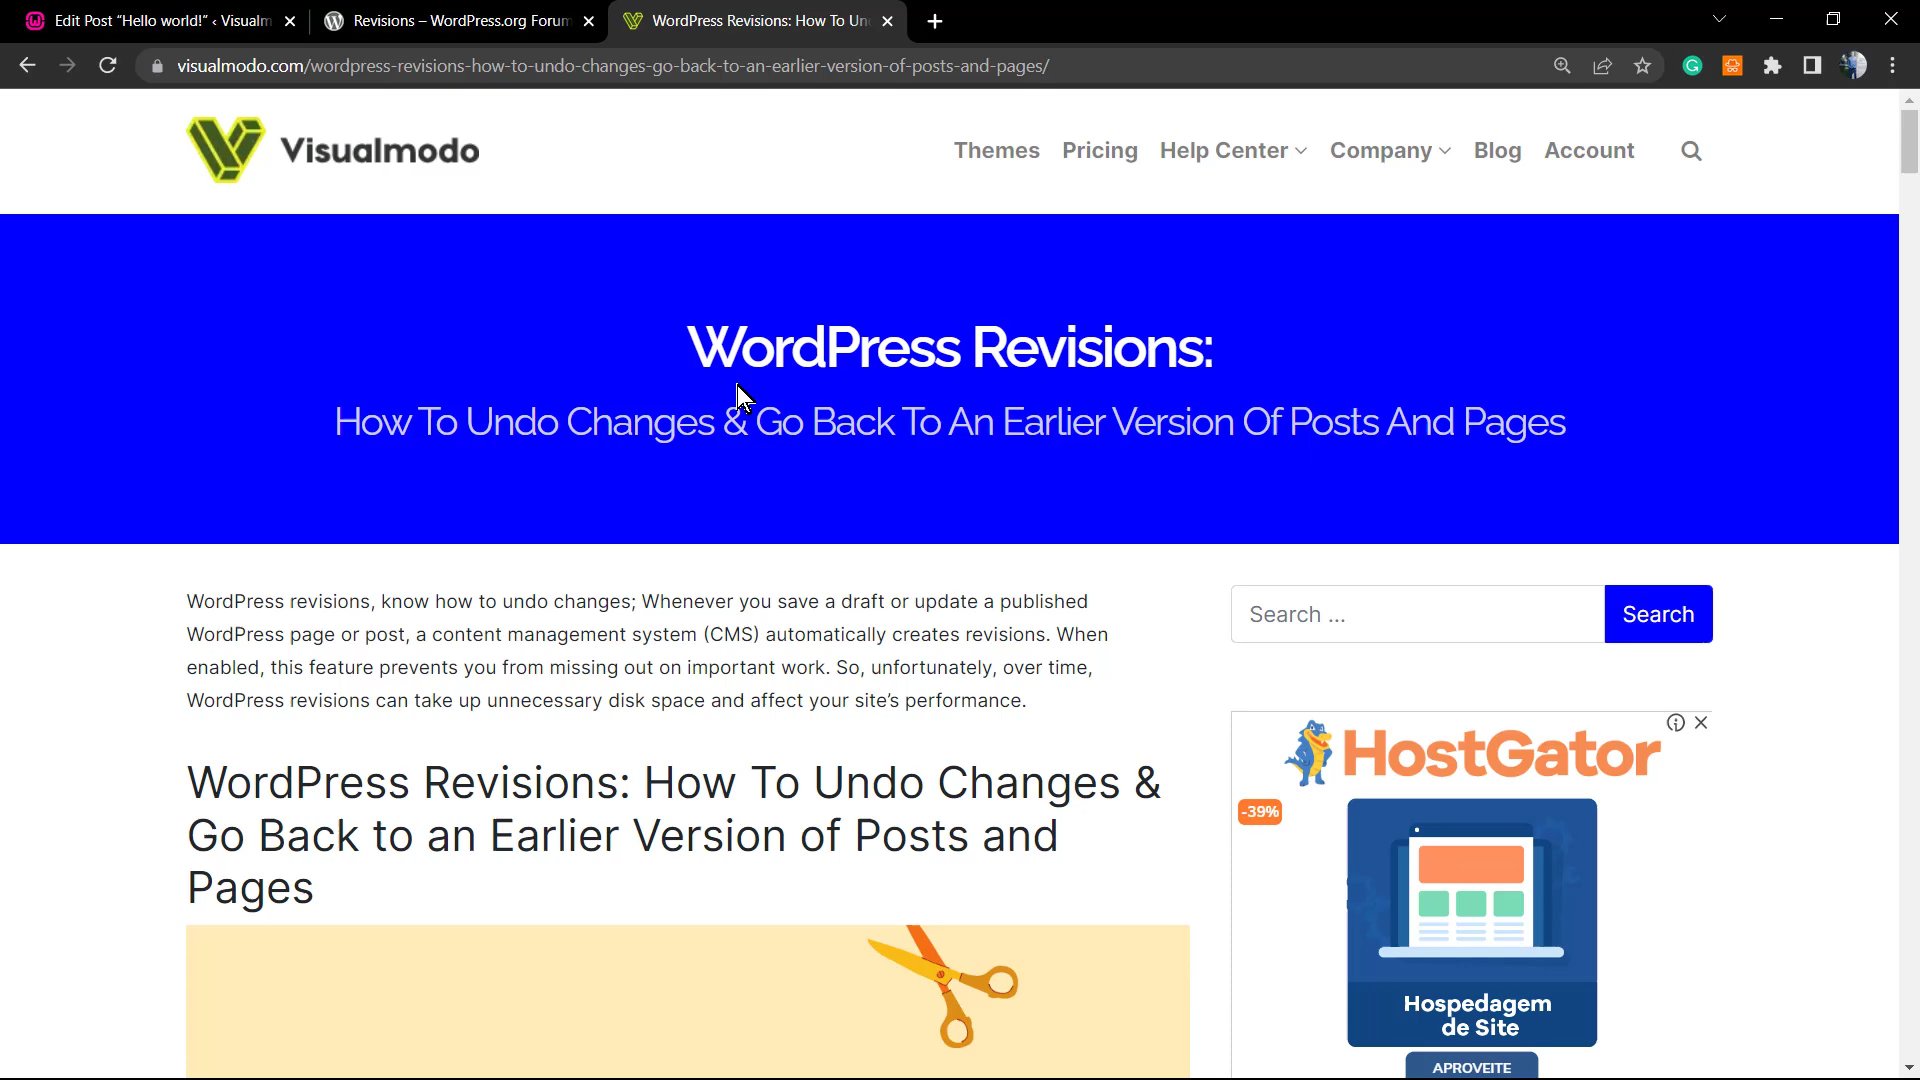 Edit Post “Hello world!” ‹ Visualm
Revisions – WordPress.org Forum
WordPress Revisions: How To Un
visualmodo.com/wordpress-revisions-how-to-undo-changes-go-back-to-an-earlier-version-of-posts-and-pages/
Visualmodo
Themes
Pricing
Help Center
Company
Blog
Account
WordPress Revisions:
How To Undo Changes & Go Back To An Earlier Version Of Posts And Pages
WordPress revisions, know how to undo changes; Whenever you save a draft or update a published
WordPress page or post, a content management system (CMS) automatically creates revisions. When
enabled, this feature prevents you from missing out on important work. So, unfortunately, over time,
WordPress revisions can take up unnecessary disk space and affect your site’s performance.
WordPress Revisions: How To Undo Changes &
Go Back to an Earlier Version of Posts and
Pages
Search ...
Search
HostGator
-39%
Hospedagem
de Site
APROVEITE